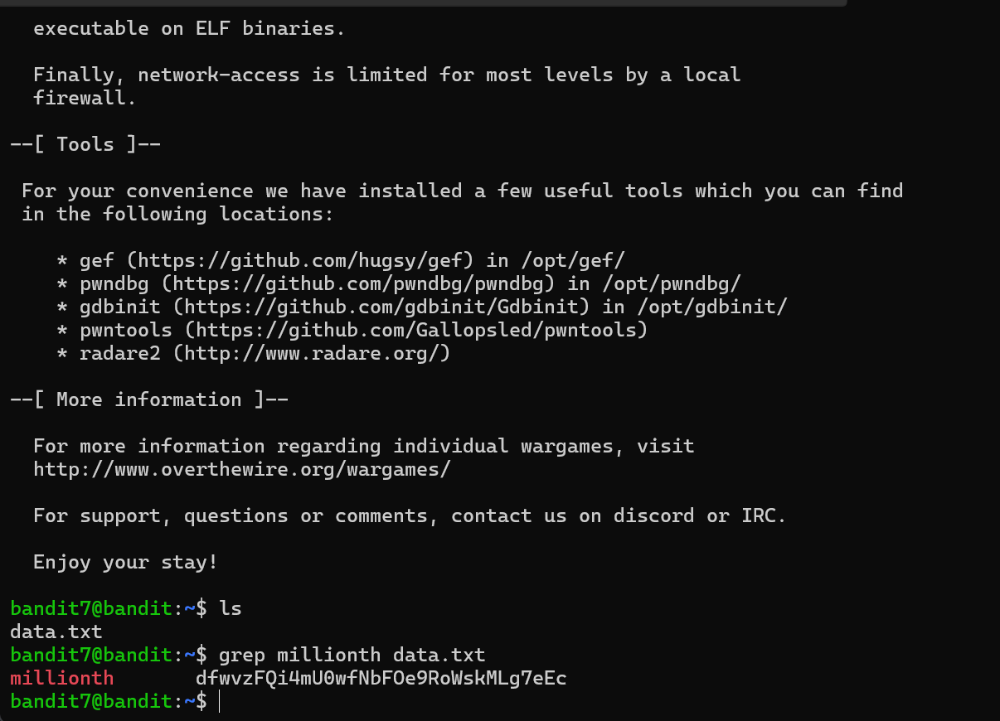 executable on ELF binaries.
Finally, network-access is limited for most levels by a local
firewall.
--[ Tools ]--
For your convenience we have installed a few useful tools which you can find
in the following locations:
* gef (https://github.com/hugsy/gef) in /opt/gef/
* pwndbg (https://github.com/pwndbg/pwndbg) in /opt/pwndbg/
* gdbinit (https://github.com/gdbinit/Gdbinit) in /opt/gdbinit/
* pwntools (https://github.com/Gallopsled/pwntools)
* radare2 (http://www.radare.org/)
--[ More information ]--
For more information regarding individual wargames, visit
http://www.overthewire.org/wargames/
For support, questions or comments, contact us on discord or IRC.
Enjoy your stay!
bandit7@bandit:~$ ls
data.txt
bandit7@bandit:~$ grep millionth data.txt
millionth       dfwvzFQi4mU0wfNbFOe9RoWskMLg7eEc
bandit7@bandit:~$